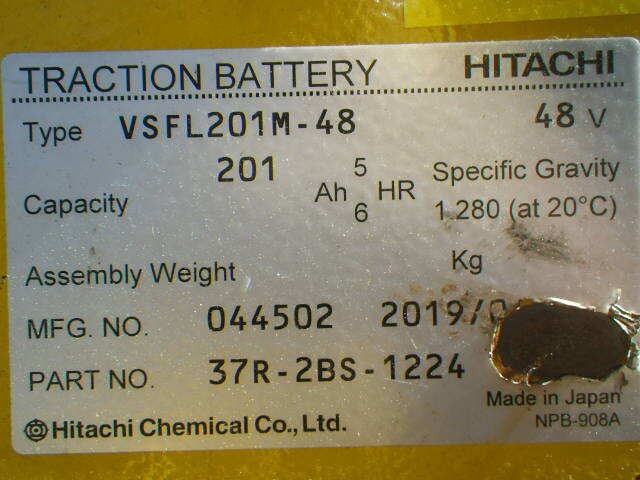 TRACTION BATTERY HITACHI
Type VSFL201M-48 48 V
Capacity 201 Ah 5 6 HR Specific Gravity
1.280 (at 20°C)
Assembly Weight Kg
MFG. NO. 044502 2019/0
PART NO. 37R-2BS-1224
Made in Japan
Hitachi Chemical Co., Ltd. NPB-908A